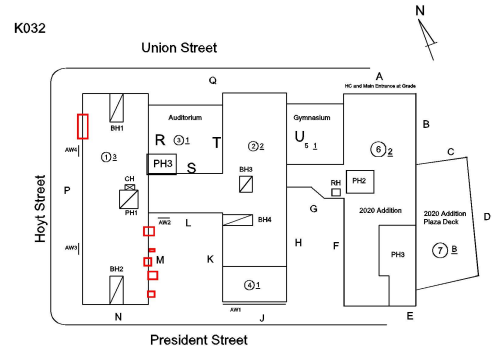 K032
N
Union Street
Q
A
HC and Main Entrance at Grade
Auditorium
Gymnasium
BH1
R
③ 1
T
U
5 1
② 2
⑥ 2
B
AW4
① 3
PH3
S
C
BH3
CH
PH1
RH
PH2
P
Hoyt Street
AW2
L
BH4
G
2020 Addition
2020 Addition
Plaza Deck
D
AW3
M
K
H
F
PH3
⑦ B
BH2
④ 1
AW1
N
J
E
President Street